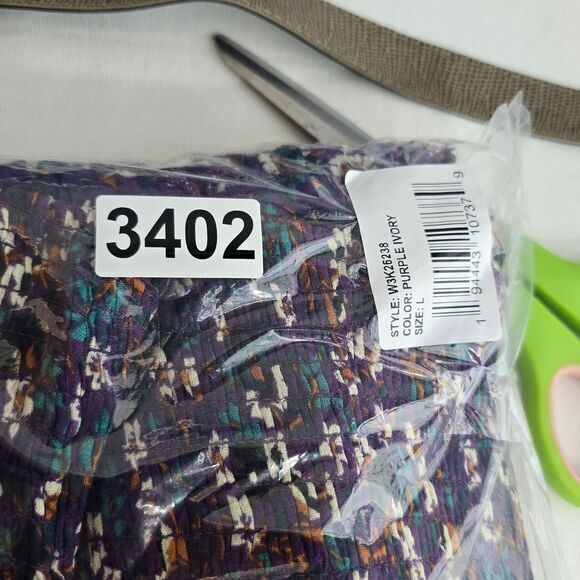 3402
STYLE: W3K26238
COLOR: PURPLE IVORY
SIZE: L
1 94443 10737 9